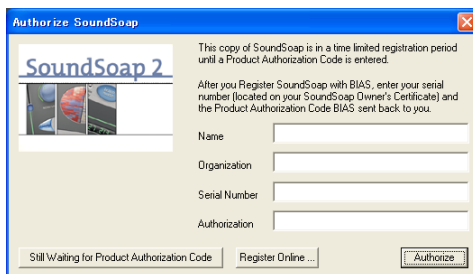 Authorize SoundSoap
SoundSoap 2
This copy of SoundSoap is in a time limited registration period
until a Product Authorization Code is entered.
After you Register SoundSoap with BIAS, enter your serial
number (located on your SoundSoap Owner's Certificate) and
the Product Authorization Code BIAS sent back to you.
Name
Organization
Serial Number
Authorization
Still Waiting for Product Authorization Code
Register Online ...
Authorize